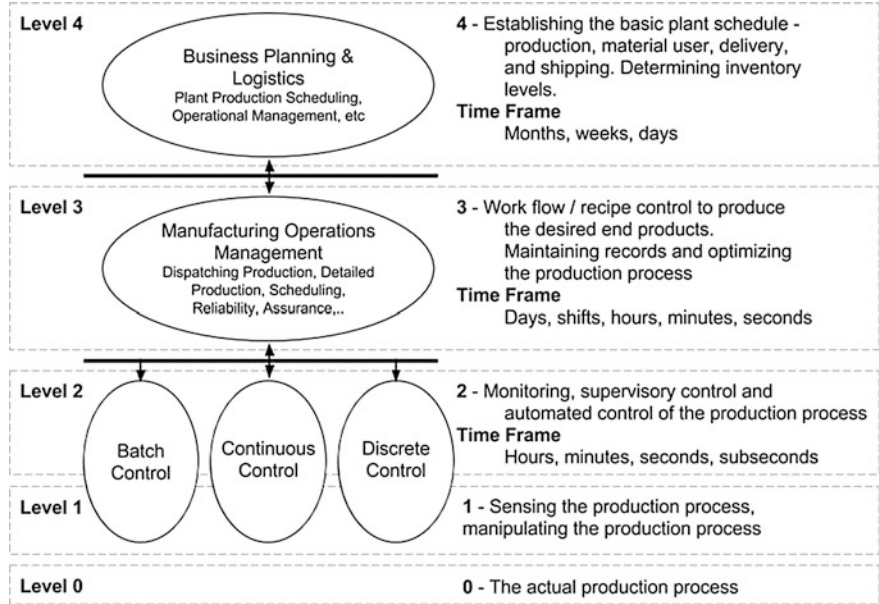 Level 4
Business Planning &
Logistics
Plant Production Scheduling,
Operational Management, etc
4 - Establishing the basic plant schedule -
production, material user, delivery,
and shipping. Determining inventory
levels.
Time Frame
Months, weeks, days
Level 3
Manufacturing Operations
Management
Dispatching Production, Detailed
Production, Scheduling,
Reliability, Assurance,..
3 - Work flow / recipe control to produce
the desired end products.
Maintaining records and optimizing
the production process
Time Frame
Days, shifts, hours, minutes, seconds
Level 2
Batch
Control
Continuous
Control
Discrete
Control
2 - Monitoring, supervisory control and
automated control of the production process
Time Frame
Hours, minutes, seconds, subseconds
Level 1
1 - Sensing the production process,
manipulating the production process
Level 0
0 - The actual production process